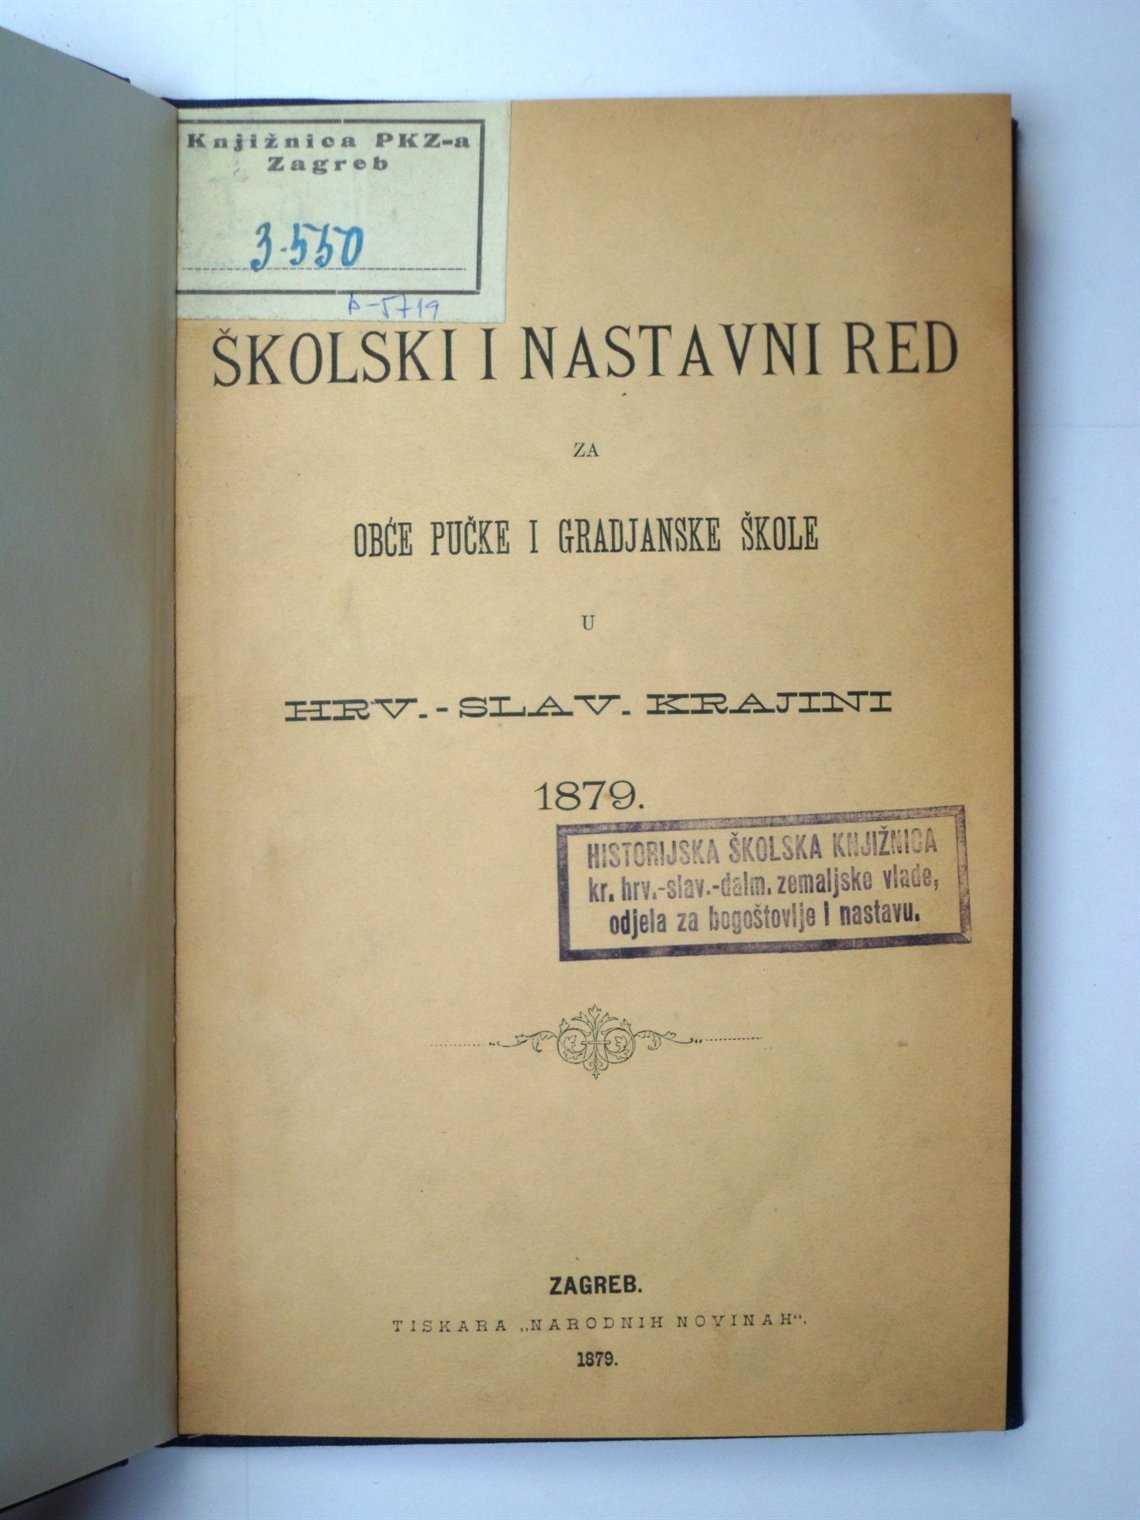 Knjižnica PKZ-a
Zagreb
3.550
A-5719
ŠKOLSKI I NASTAVNI RED
ZA
OBĆE PUČKE I GRADJANSKE ŠKOLE
U
HRV.-SLAV. KRAJINI
1879.
HISTORIJSKA ŠKOLSKA KNJIŽNICA
kr. hrv.-slav.-dalm. zemaljske vlade,
odjela za bogoštovlje i nastavu.
ZAGREB.
TISKARA „NARODNIH NOVINAH“.
1879.